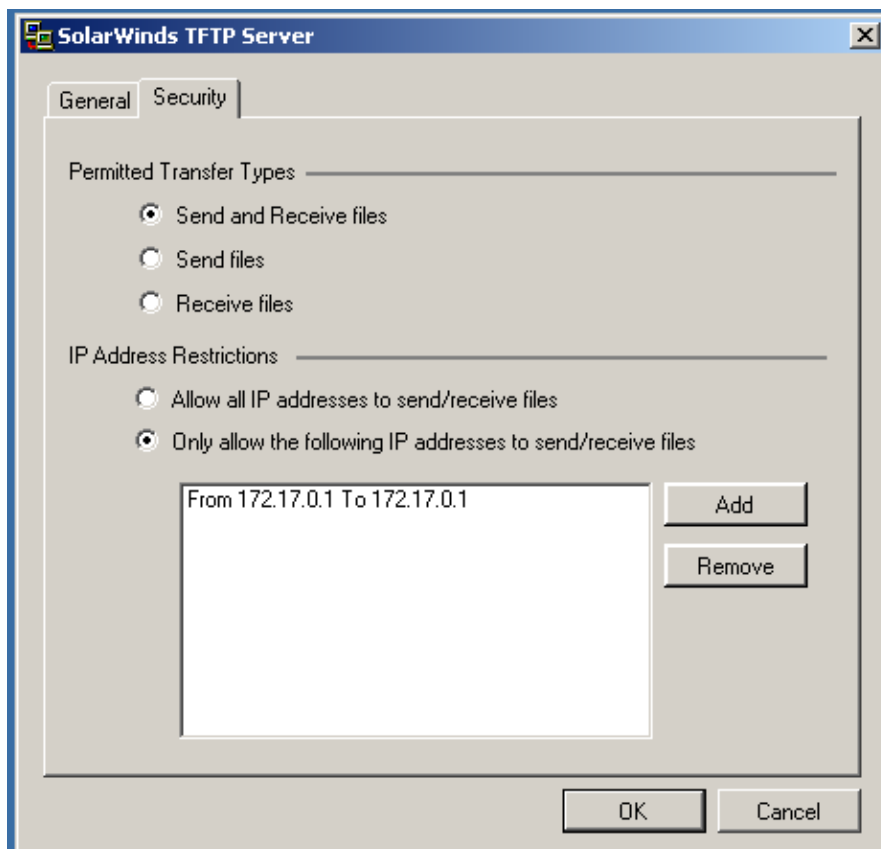 SolarWinds TFTP Server
General
Security
Permitted Transfer Types
Send and Receive files
Send files
Receive files
IP Address Restrictions
Allow all IP addresses to send/receive files
Only allow the following IP addresses to send/receive files
From 172.17.0.1 To 172.17.0.1
Add
Remove
OK
Cancel